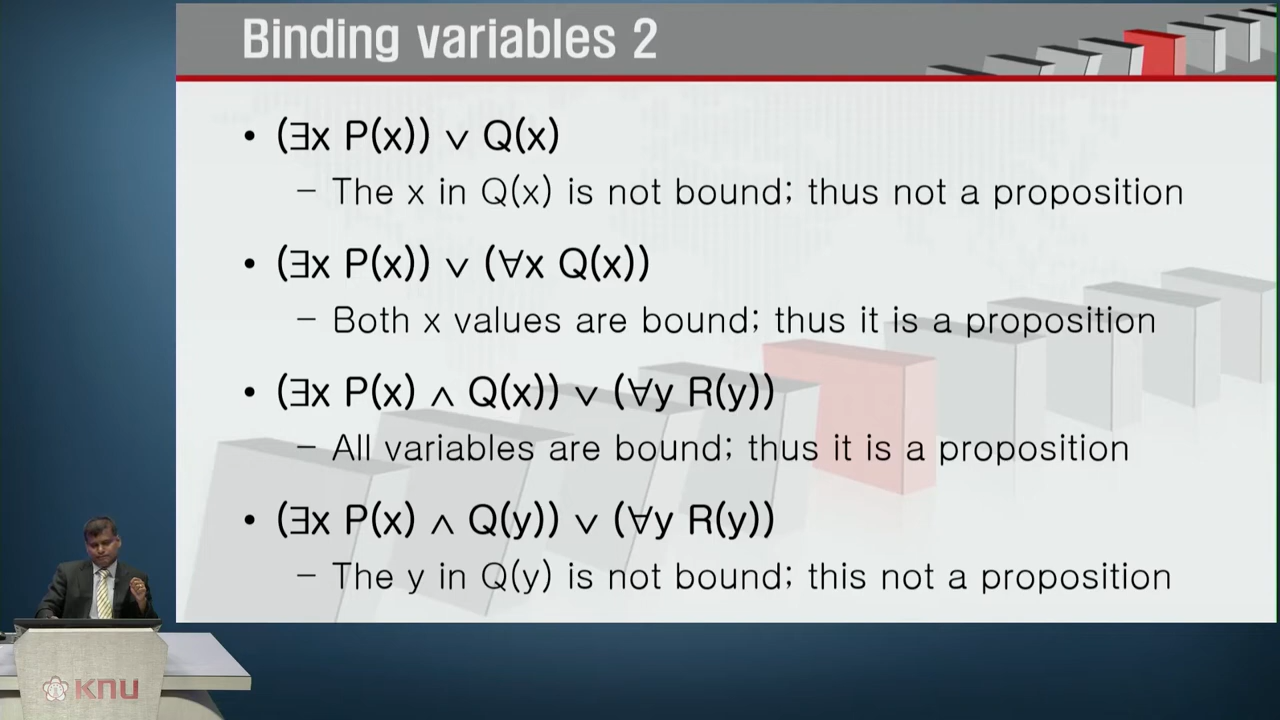 Binding variables 2
• (∃x P(x)) ∨ Q(x)
– The x in Q(x) is not bound; thus not a proposition
• (∃x P(x)) ∨ (∀x Q(x))
– Both x values are bound; thus it is a proposition
• (∃x P(x) ∧ Q(x)) ∨ (∀y R(y))
– All variables are bound; thus it is a proposition
• (∃x P(x) ∧ Q(y)) ∨ (∀y R(y))
– The y in Q(y) is not bound; this not a proposition
KNU